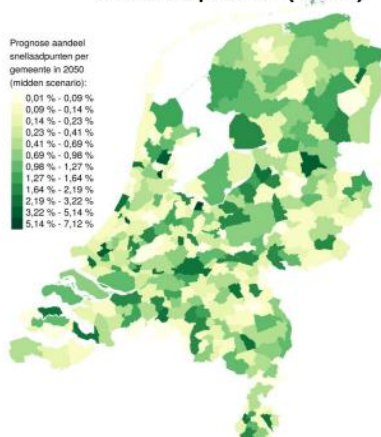 Prognose aandeel
snellaadpunten per
gemeente in 2050
(midden scenario):
0,01 % - 0,09 %
0,09 % - 0,14 %
0,14 % - 0,23 %
0,23 % - 0,41 %
0,41 % - 0,69 %
0,69 % - 0,98 %
0,98 % - 1,27 %
1,27 % - 1,64 %
1,64 % - 2,19 %
2,19 % - 3,22 %
3,22 % - 5,14 %
5,14 % - 7,12 %